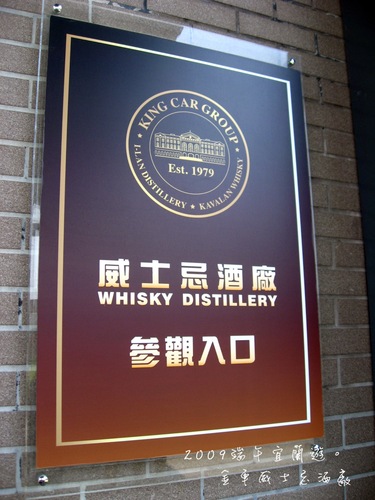 KING CAR GROUP
Est. 1979
I-LAN DISTILLERY ★ KAVALAN WHISKY
威士忌酒廠
WHISKY DISTILLERY
參觀入口
2009端午宜蘭遊。
金車威士忌酒廠